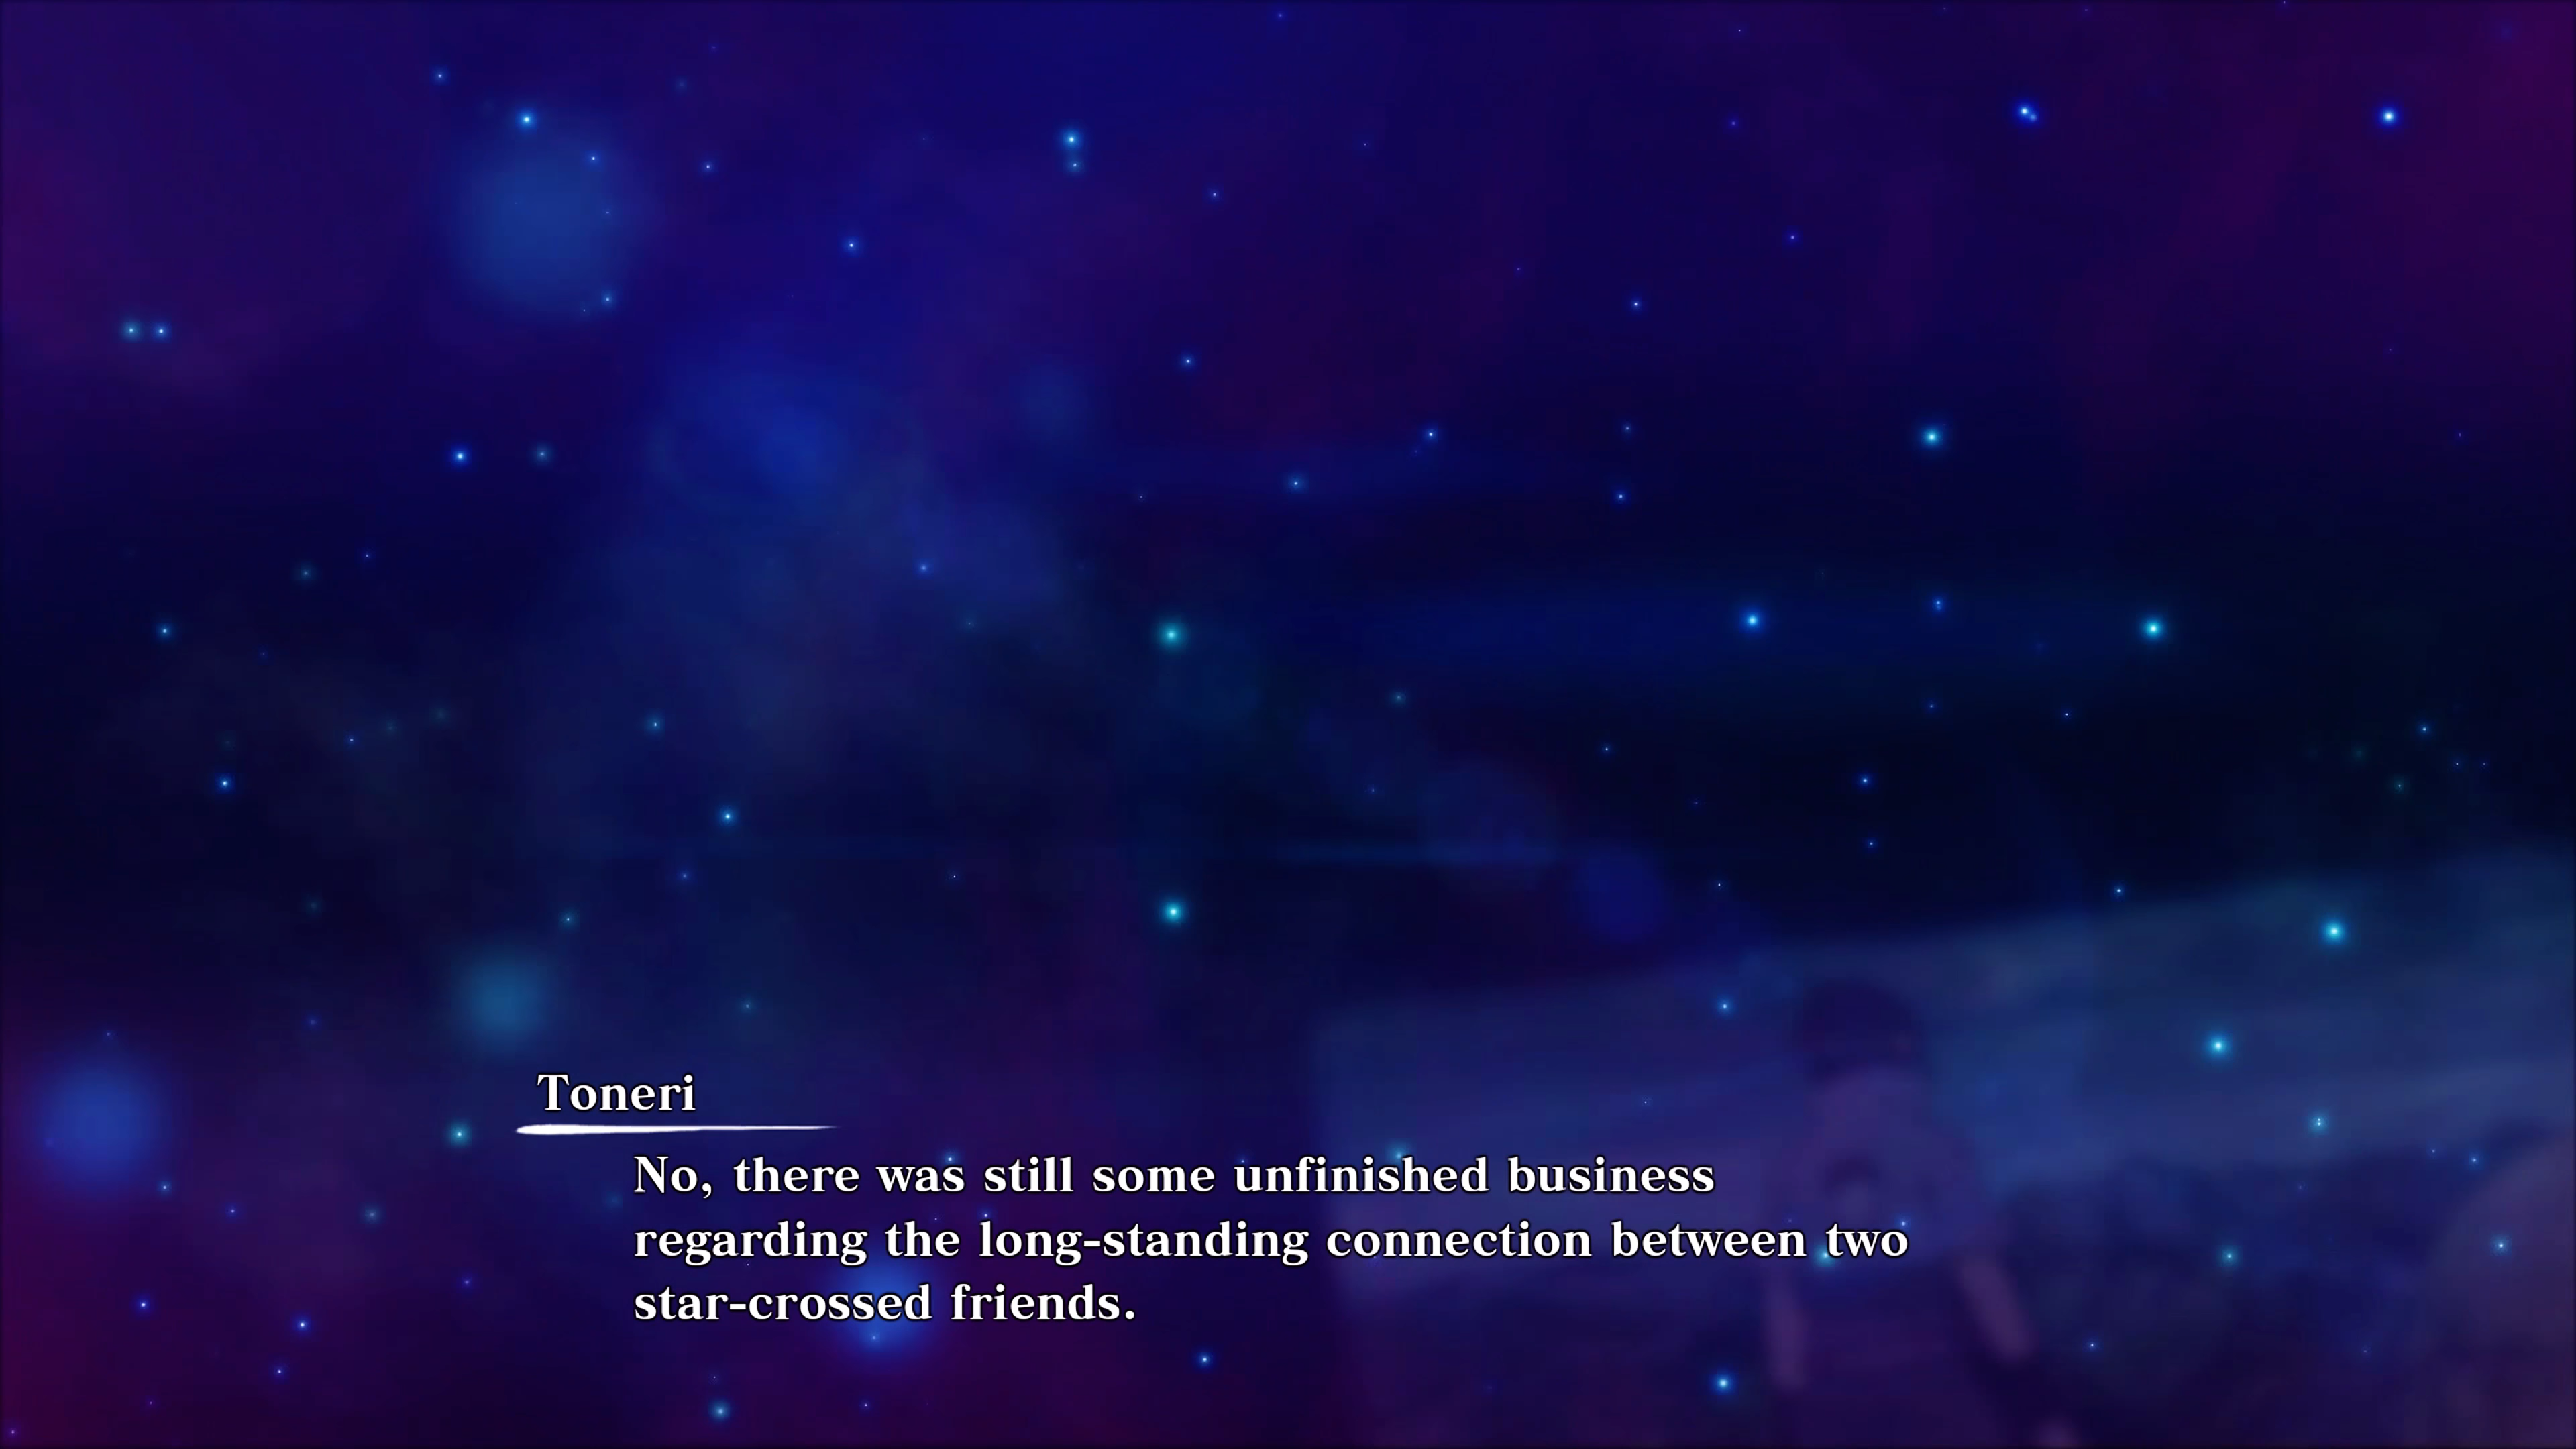 Toneri
No, there was still some unfinished business
regarding the long-standing connection between two
star-crossed friends.